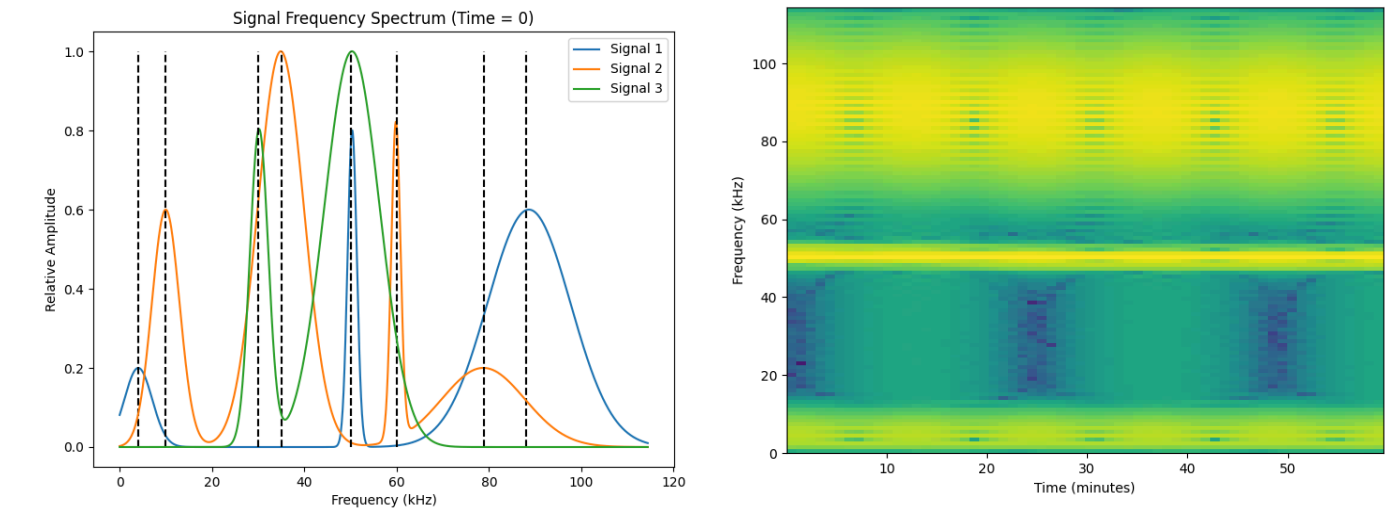 Signal Frequency Spectrum (Time = 0)
Signal 1
Signal 2
Signal 3
Relative Amplitude
1.0
0.8
0.6
0.4
0.2
0.0
0 20 40 60 80 100 120
Frequency (kHz)
Frequency (kHz)
100
80
60
40
20
0
10 20 30 40 50
Time (minutes)